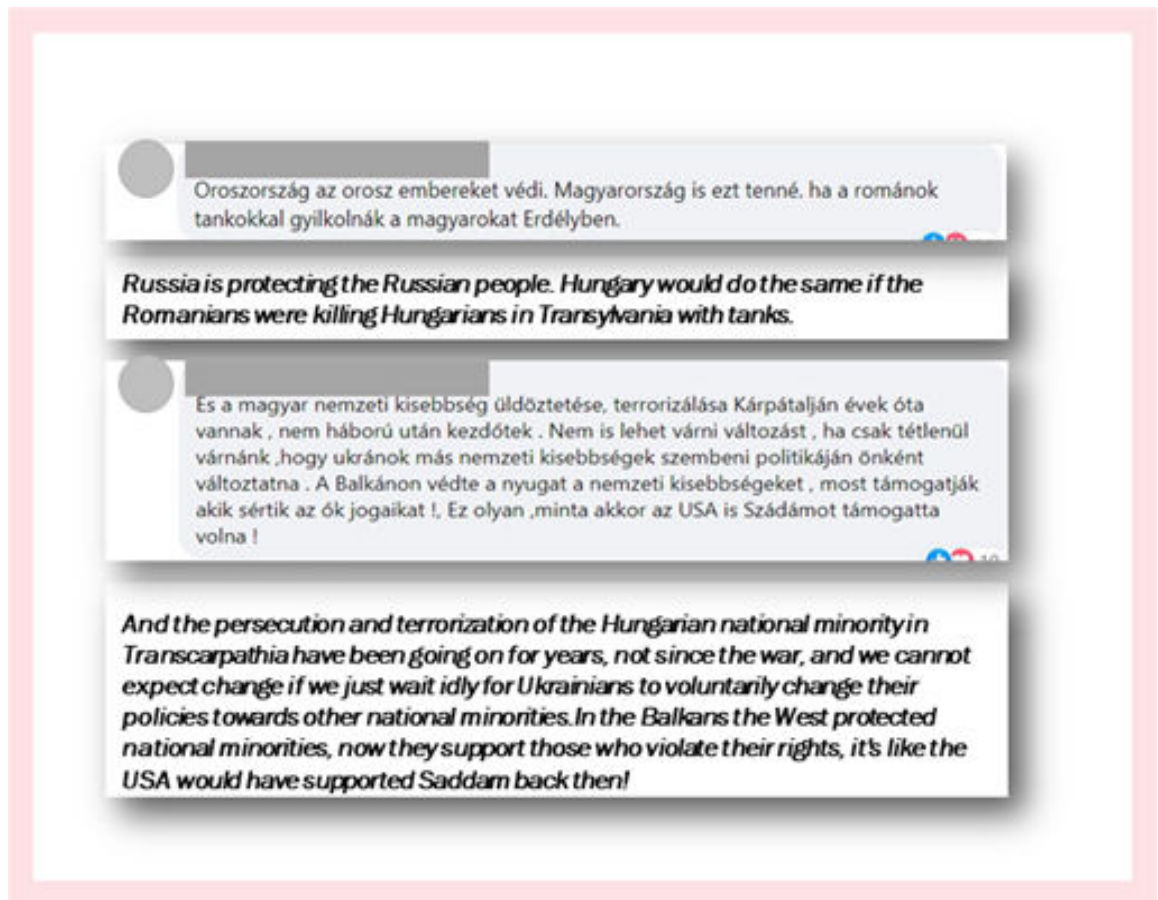 Oroszország az orosz embereket védi. Magyarország is ezt tenné. ha a románok
tankokkal gyilkolnák a magyarokat Erdélyben.
Russia is protecting the Russian people. Hungary would do the same if the
Romanians were killing Hungarians in Transylvania with tanks.
És a magyar nemzeti kisebbség üldöztetése, terrorizálása Kárpátalján évek óta
vannak , nem háború után kezdőtek . Nem is lehet várni változást , ha csak tétlenül
várnánk ,hogy ukránok más nemzeti kisebbségek szembeni politikáján önként
változtatna . A Balkánon védte a nyugat a nemzeti kisebbségeket , most támogatják
akik sértik az ők jogaikat !, Ez olyan ,minta akkor az USA is Szádámot támogatta
volna !
And the persecution and terrorization of the Hungarian national minority in
Transcarpathia have been going on for years, not since the war, and we cannot
expect change if we just wait idly for Ukrainians to voluntarily change their
policies towards other national minorities.In the Balkans the West protected
national minorities, now they support those who violate their rights, it's like the
USA would have supported Saddam back then!